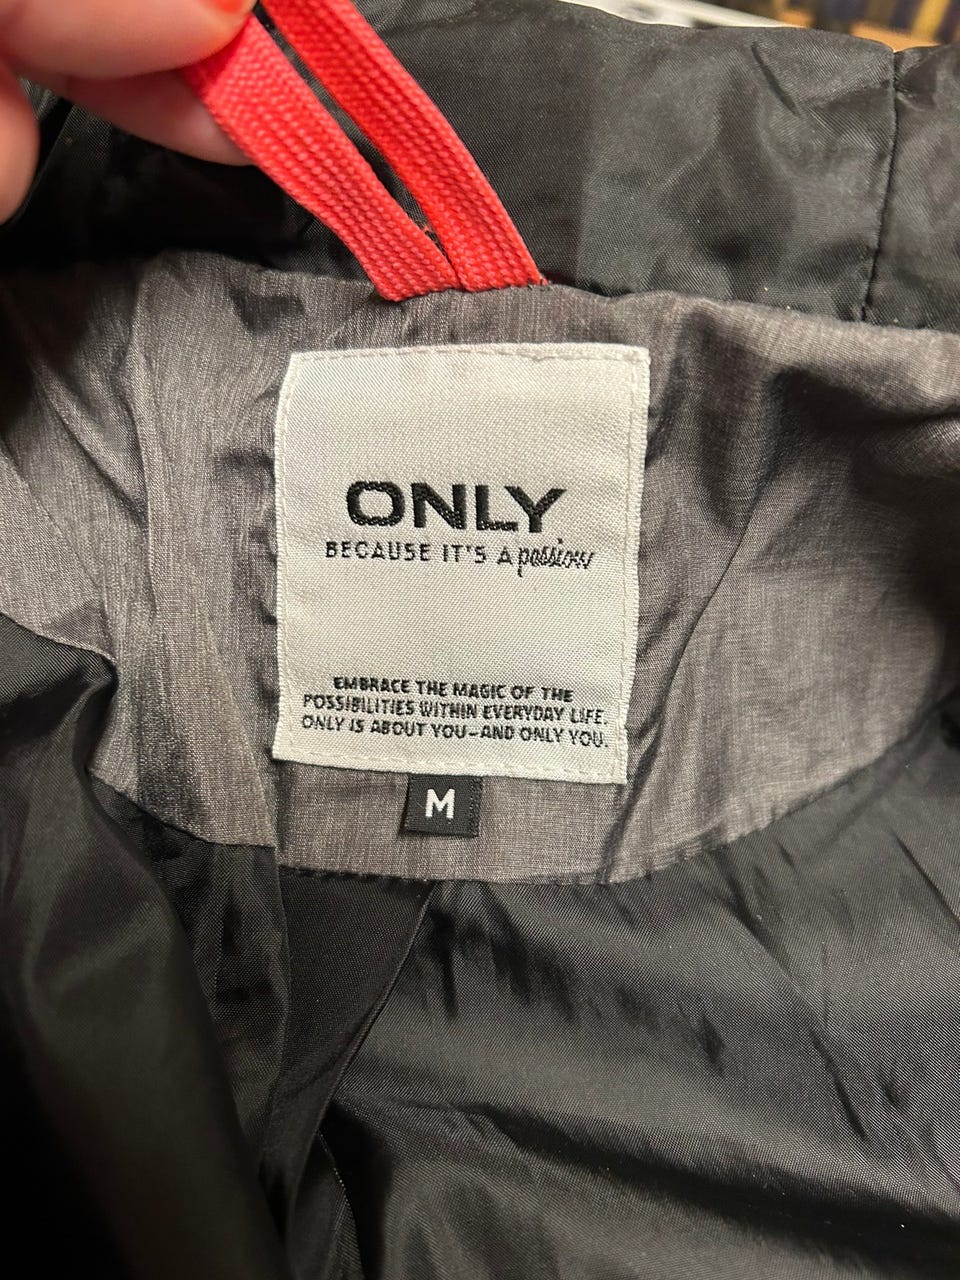 ONLY
BECAUSE IT'S A passion
EMBRACE THE MAGIC OF THE
POSSIBILITIES WITHIN EVERYDAY LIFE.
ONLY IS ABOUT YOU-AND ONLY YOU.
M